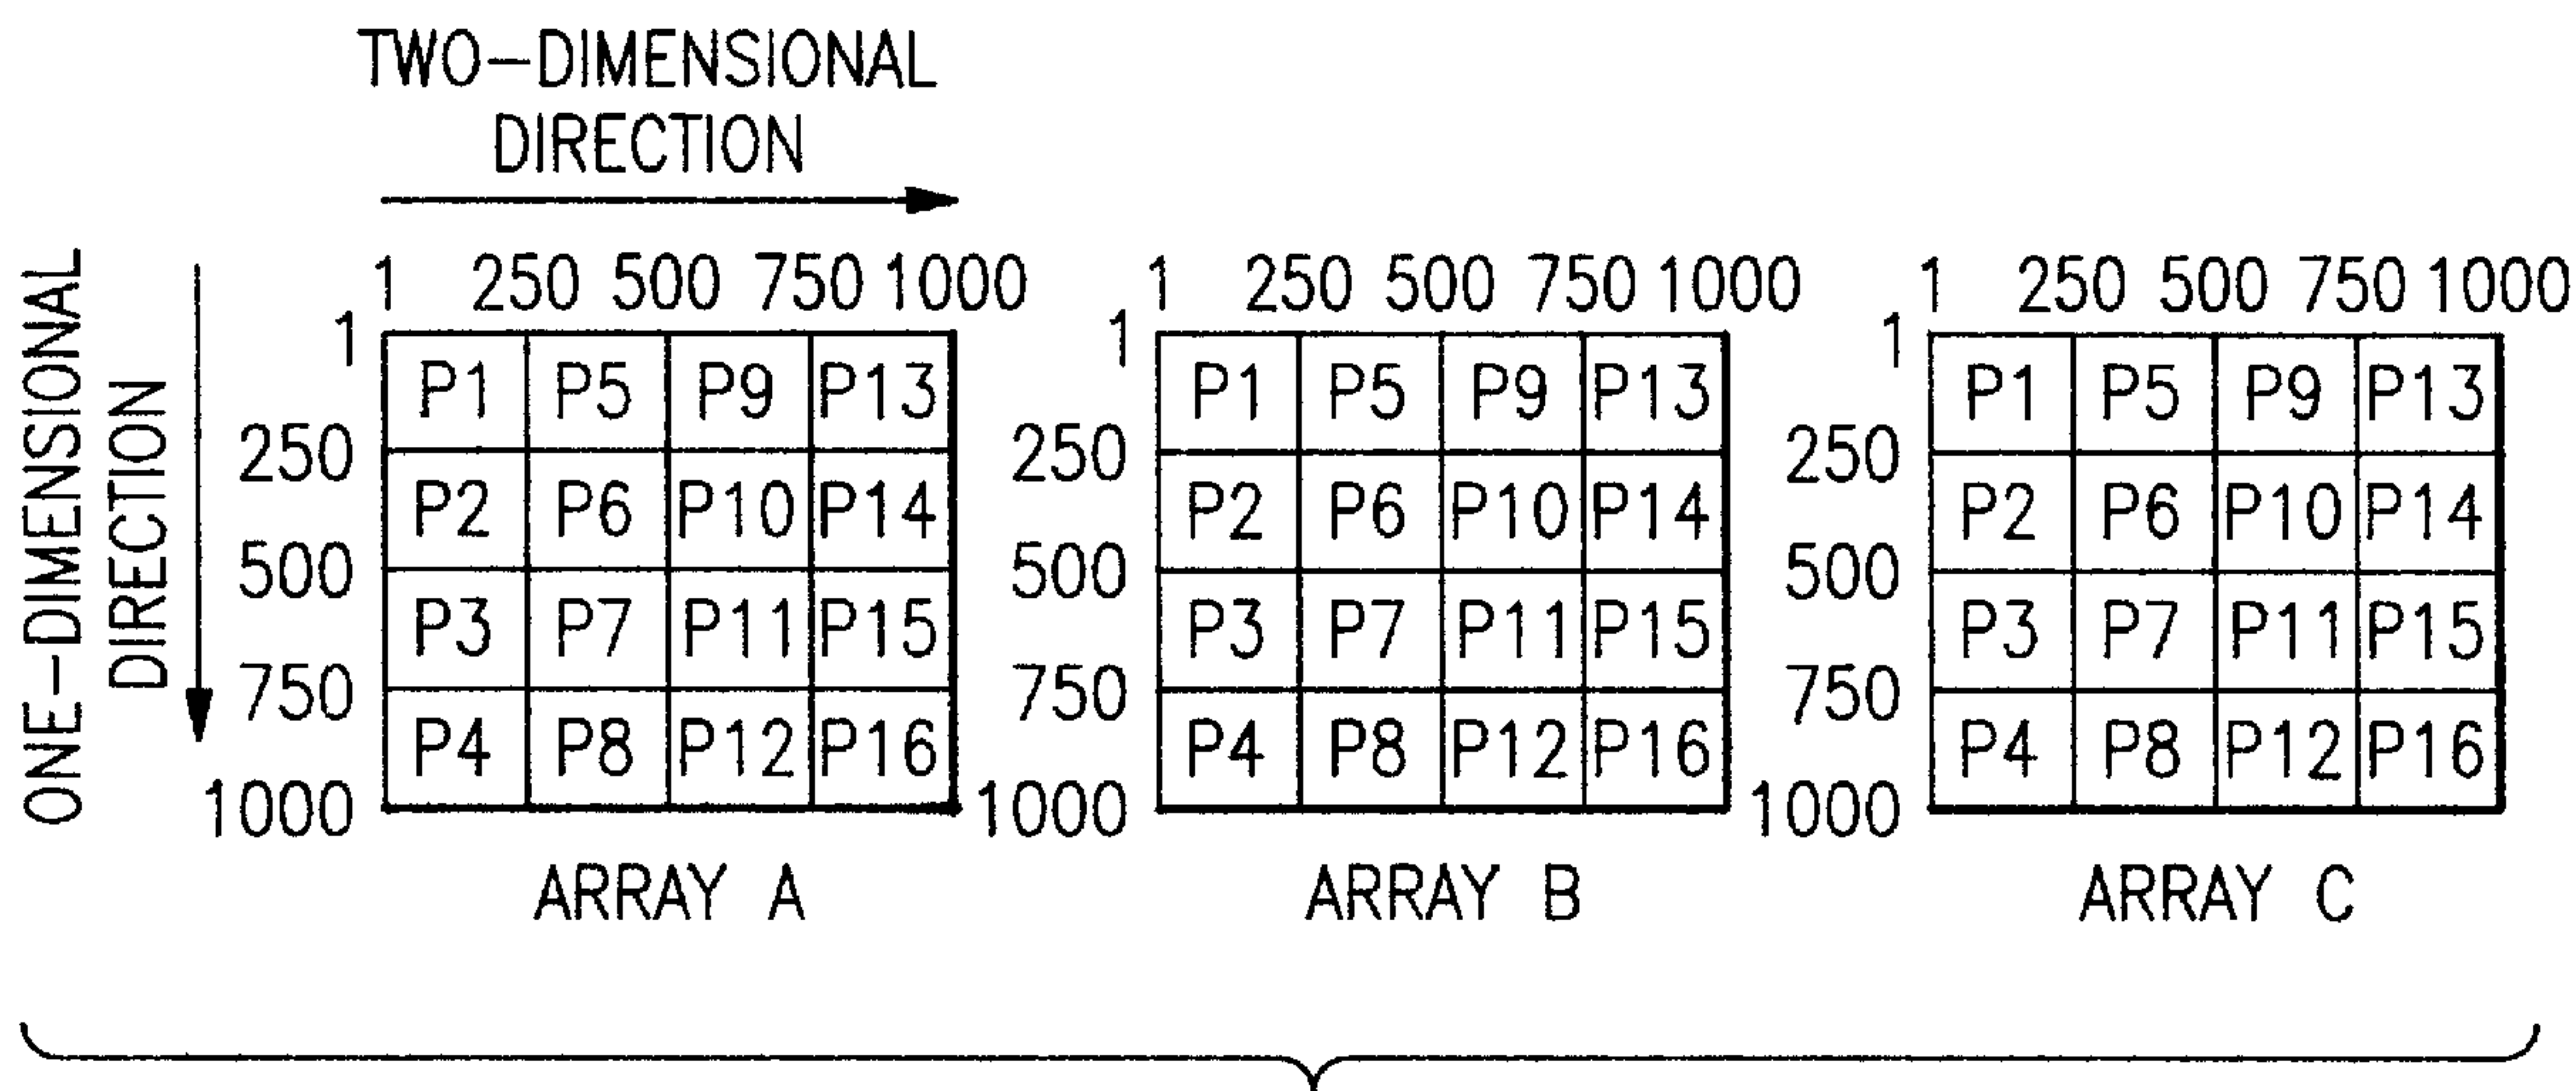 TWO-DIMENSIONAL
DIRECTION
ONE-DIMENSIONAL
DIRECTION
1 250 500 750 1000
1
250
500
750
1000
P1 P5 P9 P13
P2 P6 P10 P14
P3 P7 P11 P15
P4 P8 P12 P16
ARRAY A
1 250 500 750 1000
1
250
500
750
1000
P1 P5 P9 P13
P2 P6 P10 P14
P3 P7 P11 P15
P4 P8 P12 P16
ARRAY B
1 250 500 750 1000
1
250
500
750
1000
P1 P5 P9 P13
P2 P6 P10 P14
P3 P7 P11 P15
P4 P8 P12 P16
ARRAY C